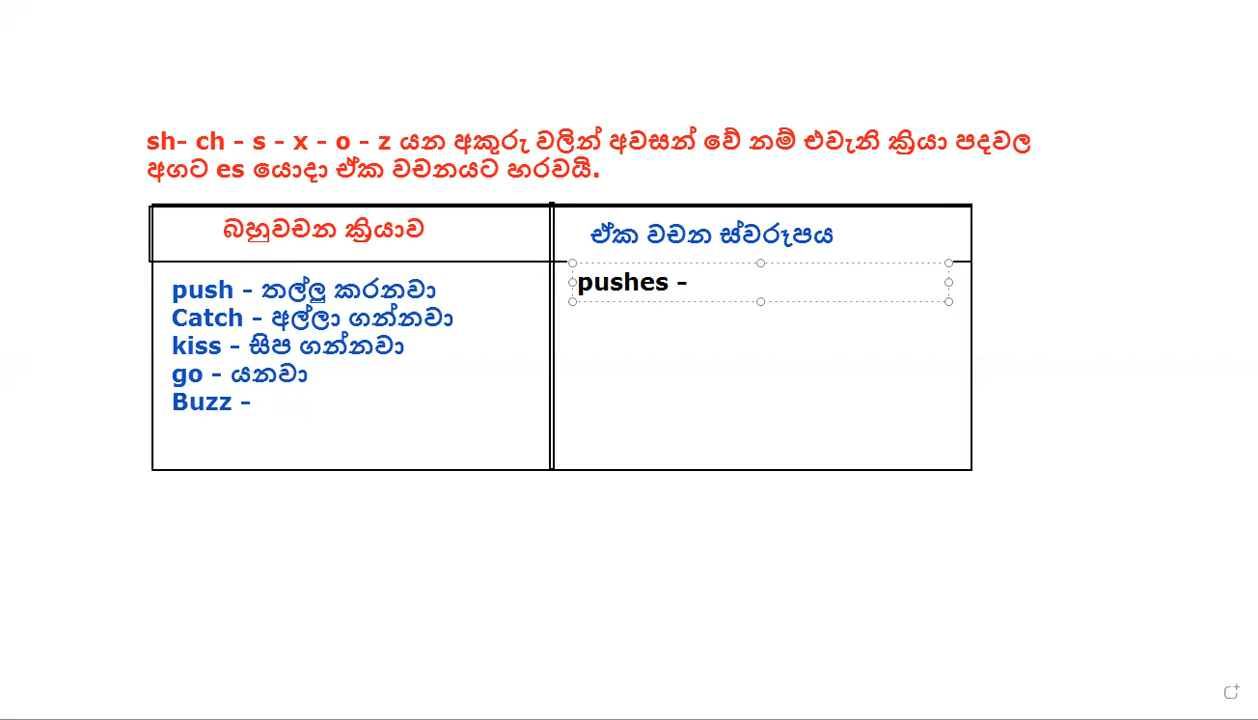 sh- ch - s - x - o - z යන අකුරු වලින් අවසන් වේ නම් එවැනි ක්‍රියා පදවල
අගට es යොදා ඒක වචනයට හරවයි.
බහුවචන ක්‍රියාව
ඒක වචන ස්වරූපය
push - තල්ලු කරනවා
Catch - අල්ලා ගන්නවා
kiss - සිප ගන්නවා
go - යනවා
Buzz -
pushes -